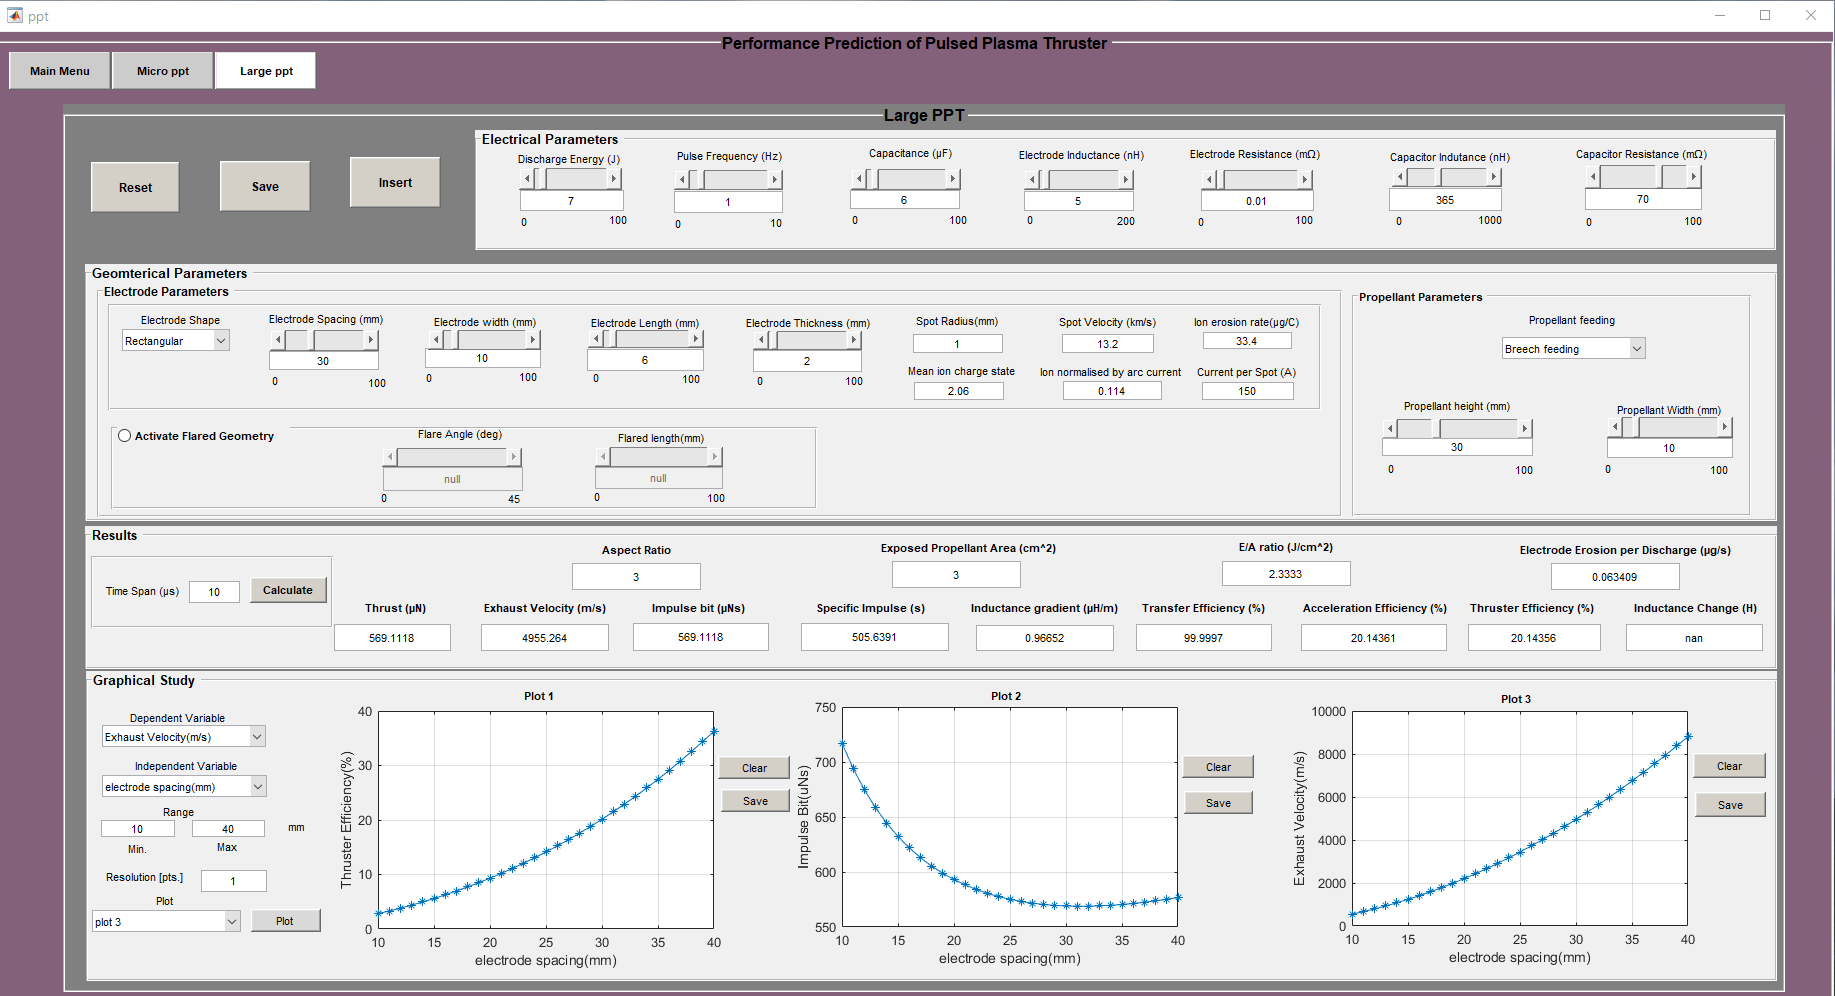 ppt
Performance Prediction of Pulsed Plasma Thruster
Main Menu Micro ppt Large ppt
Large PPT
Reset Save Insert
Electrical Parameters
Discharge Energy (J) Pulse Frequency (Hz) Capacitance (µF) Electrode Inductance (nH) Electrode Resistance (mΩ) Capacitor Indutance (nH) Capacitor Resistance (mΩ)
7 1 6 5 0.01 365 70
0 100 0 10 0 100 0 200 0 100 0 1000 0 100
Geomterical Parameters
Electrode Parameters
Electrode Shape Electrode Spacing (mm) Electrode width (mm) Electrode Length (mm) Electrode Thickness (mm) Spot Radius(mm) Spot Velocity (km/s) Ion erosion rate(µg/C)
Rectangular 30 10 6 2 1 13.2 33.4
0 100 0 100 0 100 0 100
Mean ion charge state Ion normalised by arc current Current per Spot (A)
2.06 0.114 150
Activate Flared Geometry
Flare Angle (deg) Flared length(mm)
null null
0 45 0 100
Propellant Parameters
Propellant feeding
Breech feeding
Propellant height (mm) Propellant Width (mm)
30 10
0 100 0 100
Results
Time Span (µs) 10 Calculate
Aspect Ratio Exposed Propellant Area (cm^2) E/A ratio (J/cm^2) Electrode Erosion per Discharge (µg/s)
3 3 2.3333 0.063409
Thrust (µN) Exhaust Velocity (m/s) Impulse bit (µNs) Specific Impulse (s) Inductance gradient (µH/m) Transfer Efficiency (%) Acceleration Efficiency (%) Thruster Efficiency (%) Inductance Change (H)
569.1118 4955.264 569.1118 505.6391 0.96652 99.9997 20.14361 20.14356 nan
Graphical Study
Dependent Variable
Exhaust Velocity(m/s)
Independent Variable
electrode spacing(mm)
Range
10 40 mm
Min. Max
Resolution [pts.] 1
Plot
plot 3 Plot
Plot 1
40
30
20
10
0
10 15 20 25 30 35 40
Thruster Efficiency(%)
electrode spacing(mm)
Clear
Save
Plot 2
750
700
650
600
550
10 15 20 25 30 35 40
Impulse Bit(uNs)
electrode spacing(mm)
Clear
Save
Plot 3
10000
8000
6000
4000
2000
0
10 15 20 25 30 35 40
Exhaust Velocity(m/s)
electrode spacing(mm)
Clear
Save